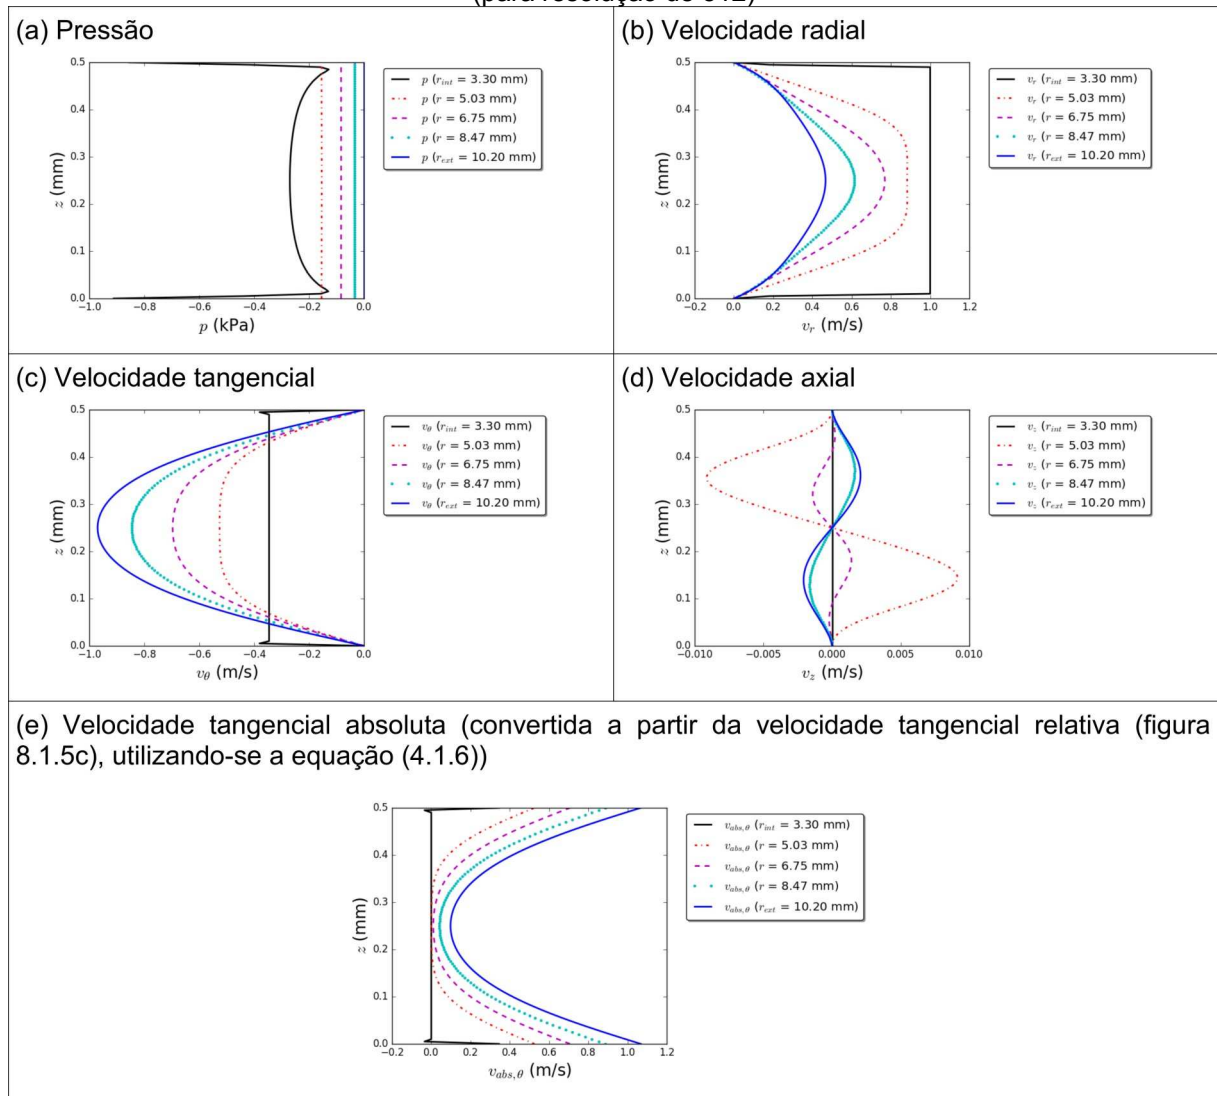 (para resolução de 512)
(a) Pressão
0.5
0.4
0.3
0.2
0.1
0.0
z (mm)
−1.0 −0.8 −0.6 −0.4 −0.2 0.0
p (kPa)
p (r_int = 3.30 mm)
p (r = 5.03 mm)
p (r = 6.75 mm)
p (r = 8.47 mm)
p (r_ext = 10.20 mm)
(b) Velocidade radial
0.5
0.4
0.3
0.2
0.1
0.0
z (mm)
−0.2 0.0 0.2 0.4 0.6 0.8 1.0 1.2
v_r (m/s)
v_r (r_int = 3.30 mm)
v_r (r = 5.03 mm)
v_r (r = 6.75 mm)
v_r (r = 8.47 mm)
v_r (r_ext = 10.20 mm)
(c) Velocidade tangencial
0.5
0.4
0.3
0.2
0.1
0.0
z (mm)
−1.0 −0.8 −0.6 −0.4 −0.2 0.0
v_θ (m/s)
v_θ (r_int = 3.30 mm)
v_θ (r = 5.03 mm)
v_θ (r = 6.75 mm)
v_θ (r = 8.47 mm)
v_θ (r_ext = 10.20 mm)
(d) Velocidade axial
0.5
0.4
0.3
0.2
0.1
0.0
z (mm)
−0.010 −0.005 0.000 0.005 0.010
v_z (m/s)
v_z (r_int = 3.30 mm)
v_z (r = 5.03 mm)
v_z (r = 6.75 mm)
v_z (r = 8.47 mm)
v_z (r_ext = 10.20 mm)
(e) Velocidade tangencial absoluta (convertida a partir da velocidade tangencial relativa (figura
8.1.5c), utilizando-se a equação (4.1.6))
0.5
0.4
0.3
0.2
0.1
0.0
z (mm)
−0.2 0.0 0.2 0.4 0.6 0.8 1.0 1.2
v_abs,θ (m/s)
v_abs,θ (r_int = 3.30 mm)
v_abs,θ (r = 5.03 mm)
v_abs,θ (r = 6.75 mm)
v_abs,θ (r = 8.47 mm)
v_abs,θ (r_ext = 10.20 mm)